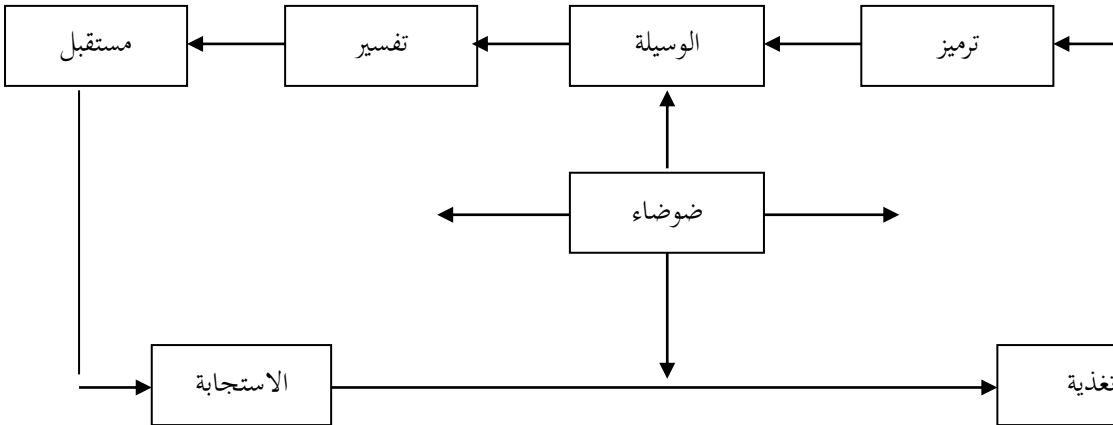 ترميز
الوسيلة
تفسير
مستقبل
ضوضاء
الاستجابة
تغذية